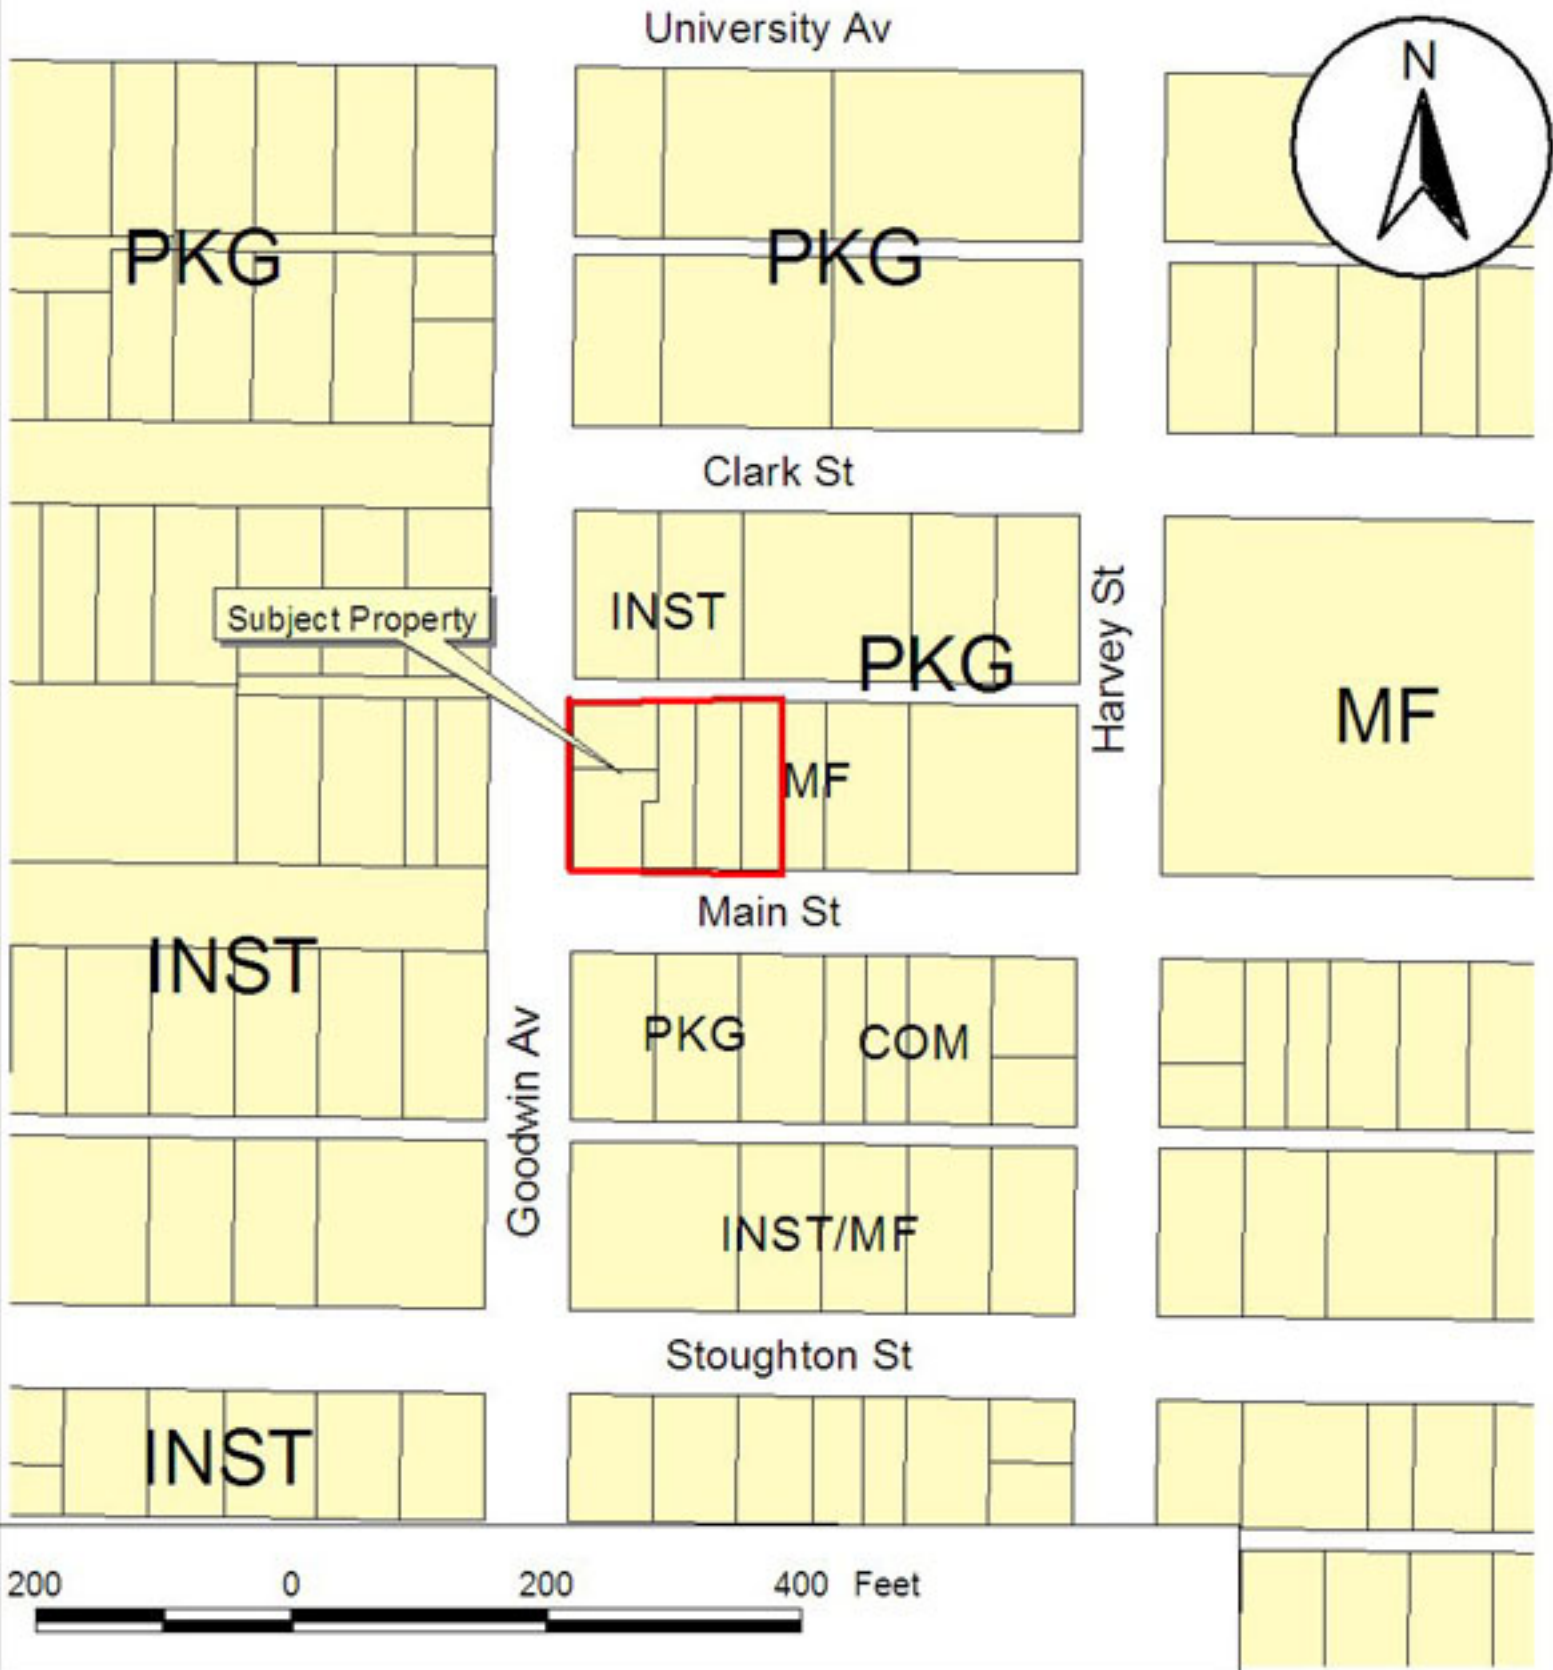 University Av
N
PKG
PKG
Clark St
INST
Subject Property
PKG
Harvey St
MF
MF
Main St
INST
PKG
COM
Goodwin Av
INST/MF
Stoughton St
INST
200 0 200 400 Feet